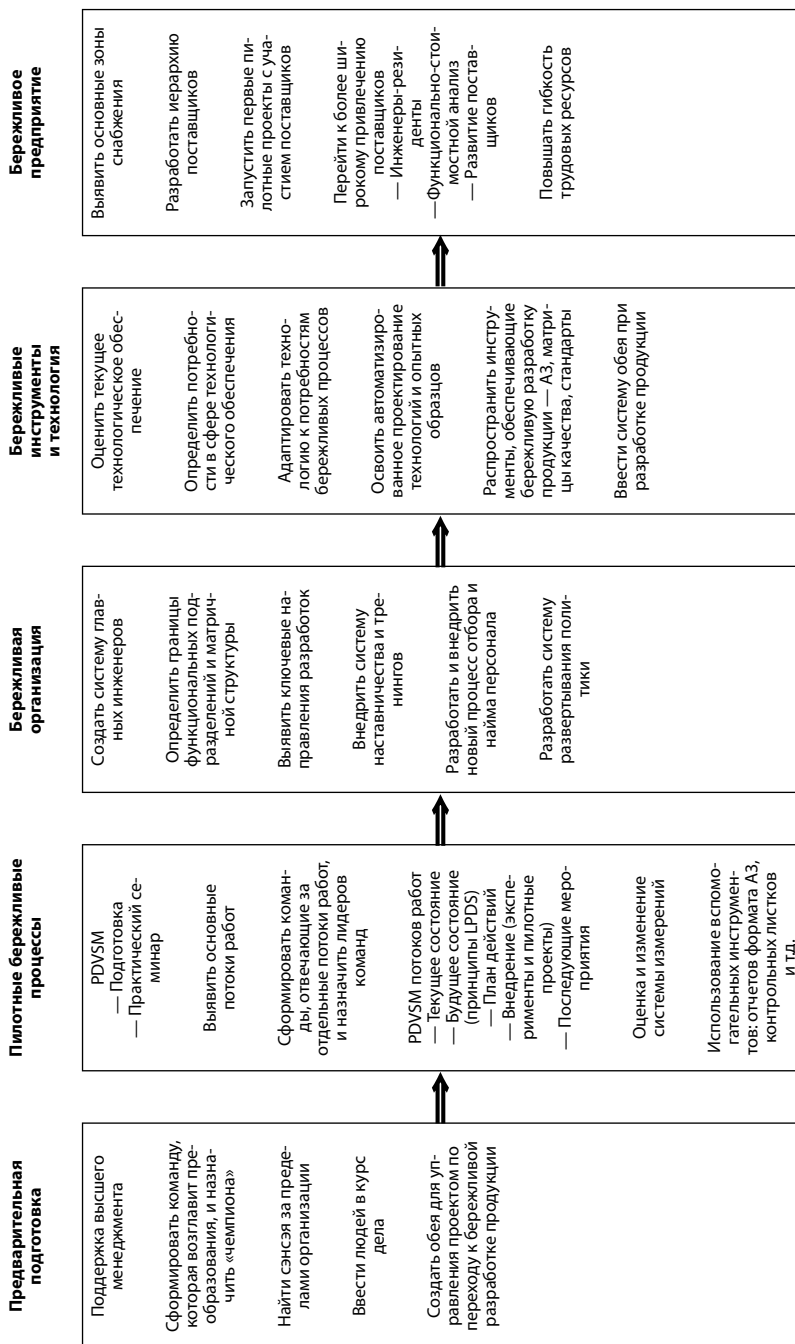 Предварительная
подготовка
Поддержка высшего
менеджмента
Сформировать команду,
которая возглавит пре-
образования, и назна-
чить «чемпиона»
Найти сэнсэя за преде-
лами организации
Ввести людей в курс
дела
Создать обея для уп-
равления проектом по
переходу к бережливой
разработке продукции
Пилотные бережливые
процессы
PDVSM
— Подготовка
— Практический се-
минар
Выявить основные
потоки работ
Сформировать коман-
ды, отвечающие за
отдельные потоки работ,
и назначить лидеров
команд
PDVSM потоков работ
— Текущее состояние
— Будущее состояние
(принципы LPDS)
— План действий
— Внедрение (экспе-
рименты и пилотные
проекты)
— Последующие меро-
приятия
Оценка и изменение
системы измерений
Использование вспомо-
гательных инструмен-
тов: отчетов формата А3,
контрольных листков
и т.д.
Бережливая
организация
Создать систему глав-
ных инженеров
Определить границы
функциональных под-
разделений и матрич-
ной структуры
Выявить ключевые на-
правления разработок
Внедрить систему
наставничества и тре-
нингов
Разработать и внедрить
новый процесс отбора и
найма персонала
Разработать систему
развертывания поли-
тики
Бережливые
инструменты
и технология
Оценить текущее
технологическое обес-
печение
Определить потребно-
сти в сфере технологи-
ческого обеспечения
Адаптировать техно-
логию к потребностям
бережливых процессов
Освоить автоматизиро-
ванное проектирование
технологий и опытных
образцов
Распространить инстру-
менты, обеспечивающие
бережливую разработку
продукции — А3, матри-
цы качества, стандарты
Ввести систему обея при
разработке продукции
Бережливое
предприятие
Выявить основные зоны
снабжения
Разработать иерархию
поставщиков
Запустить первые пи-
лотные проекты с уча-
стием поставщиков
Перейти к более ши-
рокому привлечению
поставщиков
— Инженеры-рези-
денты
—Функционально-стои-
мостной анализ
— Развитие постав-
щиков
Повышать гибкость
трудовых ресурсов